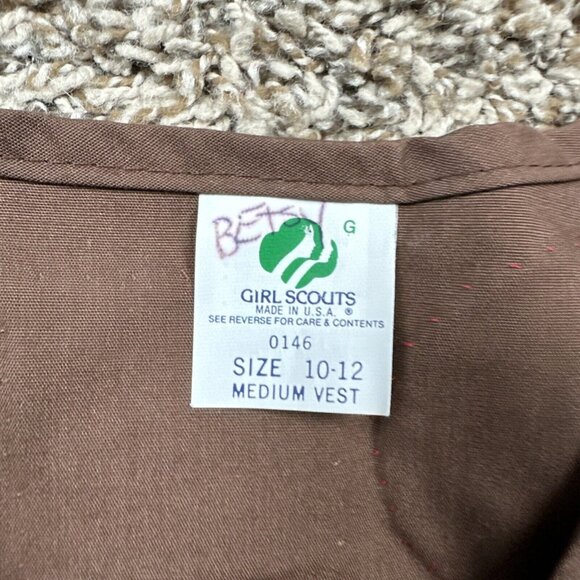 BETSY
G
GIRL SCOUTS
MADE IN U.S.A. ®
SEE REVERSE FOR CARE & CONTENTS
0146
SIZE 10-12
MEDIUM VEST